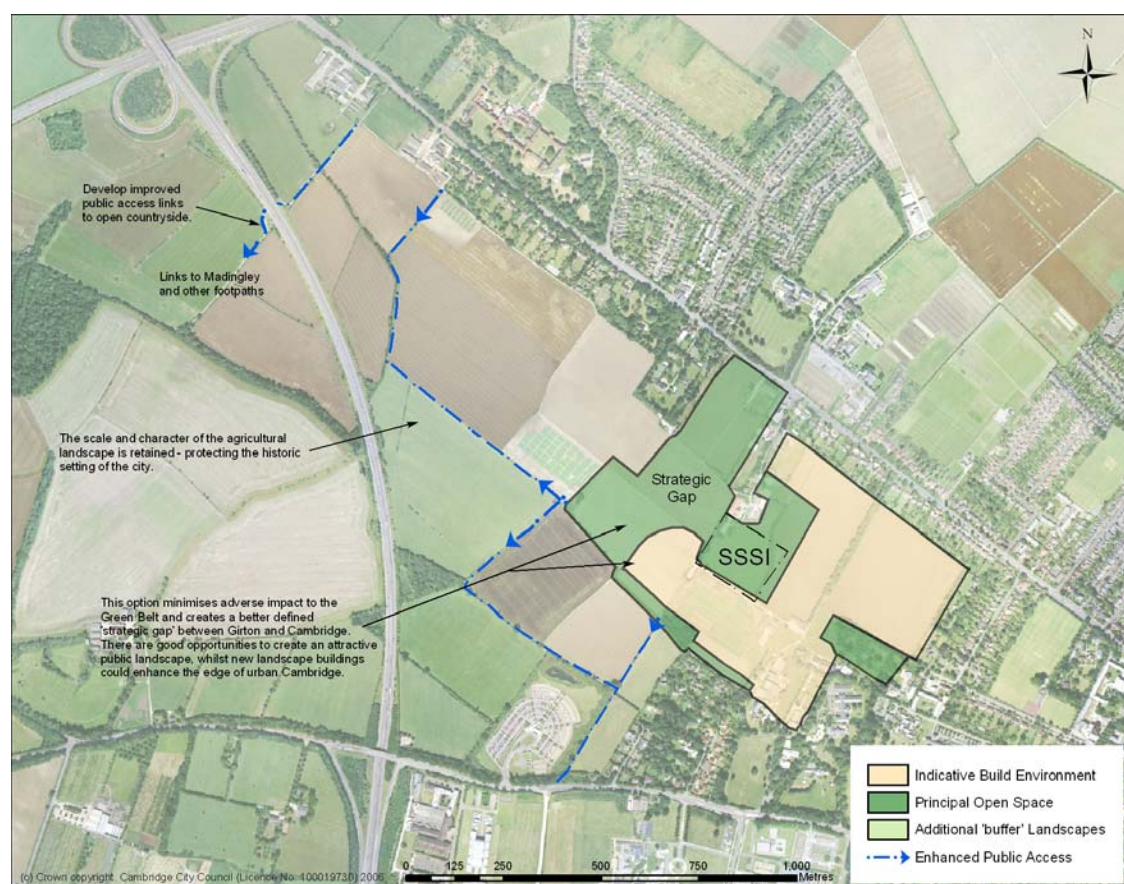 N
Develop improved
public access links
to open countryside.
Links to Madingley
and other footpaths
The scale and character of the agricultural
landscape is retained - protecting the historic
setting of the city.
Strategic
Gap
SSSI
This option minimises adverse impact to the
Green Belt and creates a better defined
'strategic gap' between Girton and Cambridge.
There are good opportunities to create an attractive
public landscape, whilst new landscape buildings
could enhance the edge of urban Cambridge.
Indicative Build Environment
Principal Open Space
Additional 'buffer' Landscapes
Enhanced Public Access
0 125 250 500 750 1,000
Metres
(c) Crown copyright. Cambridge City Council (Licence No. 100019730) 2006